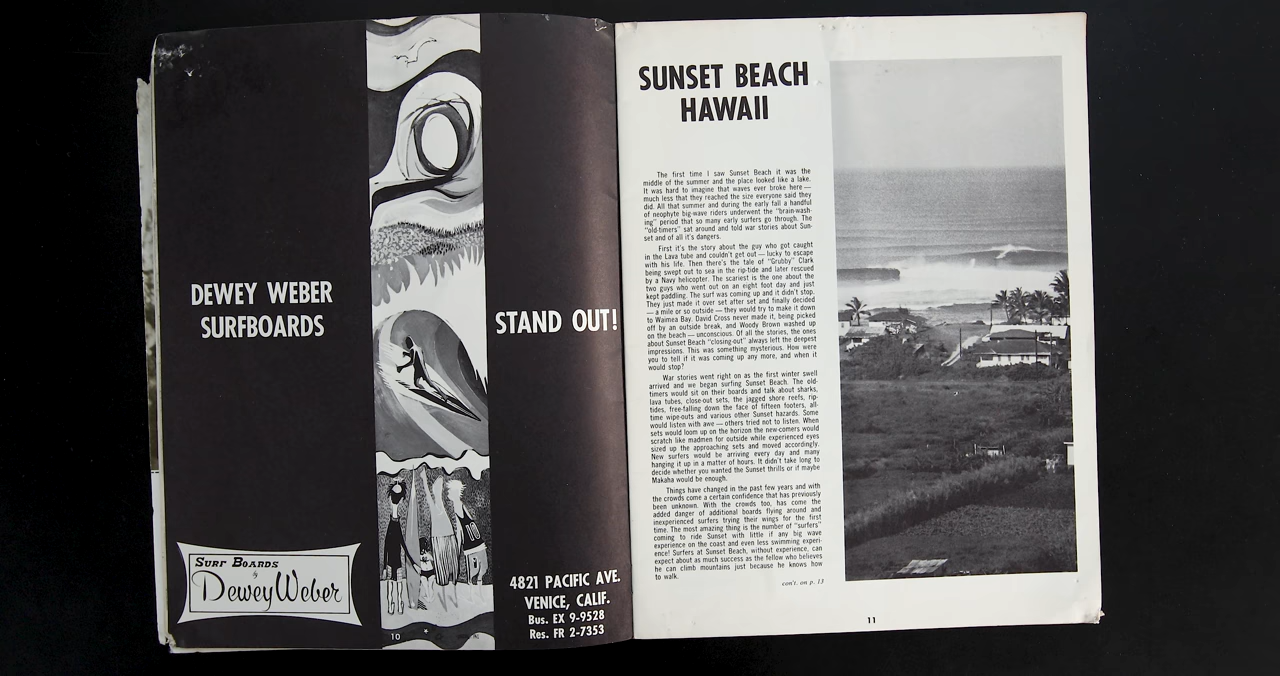 DEWEY WEBER
SURFBOARDS
STAND OUT!
SURF BOARDS
by
Dewey Weber
4821 PACIFIC AVE.
VENICE, CALIF.
Bus. EX 9-9528
Res. FR 2-7353
10
SUNSET BEACH
HAWAII
The first time I saw Sunset Beach it was the
middle of the summer and the place looked like a lake.
It was hard to imagine that waves ever broke here —
much less that they reached the size everyone said they
did. All that summer and during the early fall a handful
of neophyte big-wave riders underwent the "brain-wash-
ing" period that so many early surfers go through. The
"old-timers" sat around and told war stories about Sun-
set and of all it's dangers.
First it's the story about the guy who got caught
in the Lava tube and couldn't get out — lucky to escape
with his life. Then there's the tale of "Grubby" Clark
being swept out to sea in the rip-tide and later rescued
by a Navy helicopter. The scariest is the one about the
two guys who went out on an eight foot day and just
kept paddling. The surf was coming up and it didn't stop.
They just made it over set after set and finally decided
— a mile or so outside — they would try to make it down
to Waimea Bay. David Cross never made it, being picked
off by an outside break, and Woody Brown washed up
on the beach — unconscious. Of all the stories, the ones
about Sunset Beach "closing-out" always left the deepest
impressions. This was something mysterious. How were
you to tell if it was coming up any more, and when it
would stop?
War stories went right on as the first winter swell
arrived and we began surfing Sunset Beach. The old-
timers would sit on their boards and talk about sharks,
lava tubes, close-out sets, the jagged shore reefs, rip-
tides, free-falling down the face of fifteen footers, all-
time wipe-outs and various other Sunset hazards. Some
would listen with awe — others tried not to listen. When
sets would loom up on the horizon the new-comers would
scratch like madmen for outside while experienced eyes
sized up the approaching sets and moved accordingly.
New surfers would be arriving every day and many
hanging it up in a matter of hours. It didn't take long to
decide whether you wanted the Sunset thrills or if maybe
Makaha would be enough.
Things have changed in the past few years and with
the crowds come a certain confidence that has previously
been unknown. With the crowds too, has come the
added danger of additional boards flying around and
inexperienced surfers trying their wings for the first
time. The most amazing thing is the number of "surfers"
coming to ride Sunset with little if any big wave
experience on the coast and even less swimming experi-
ence! Surfers at Sunset Beach, without experience, can
expect about as much success as the fellow who believes
he can climb mountains just because he knows how
to walk.
con't. on p. 13
11